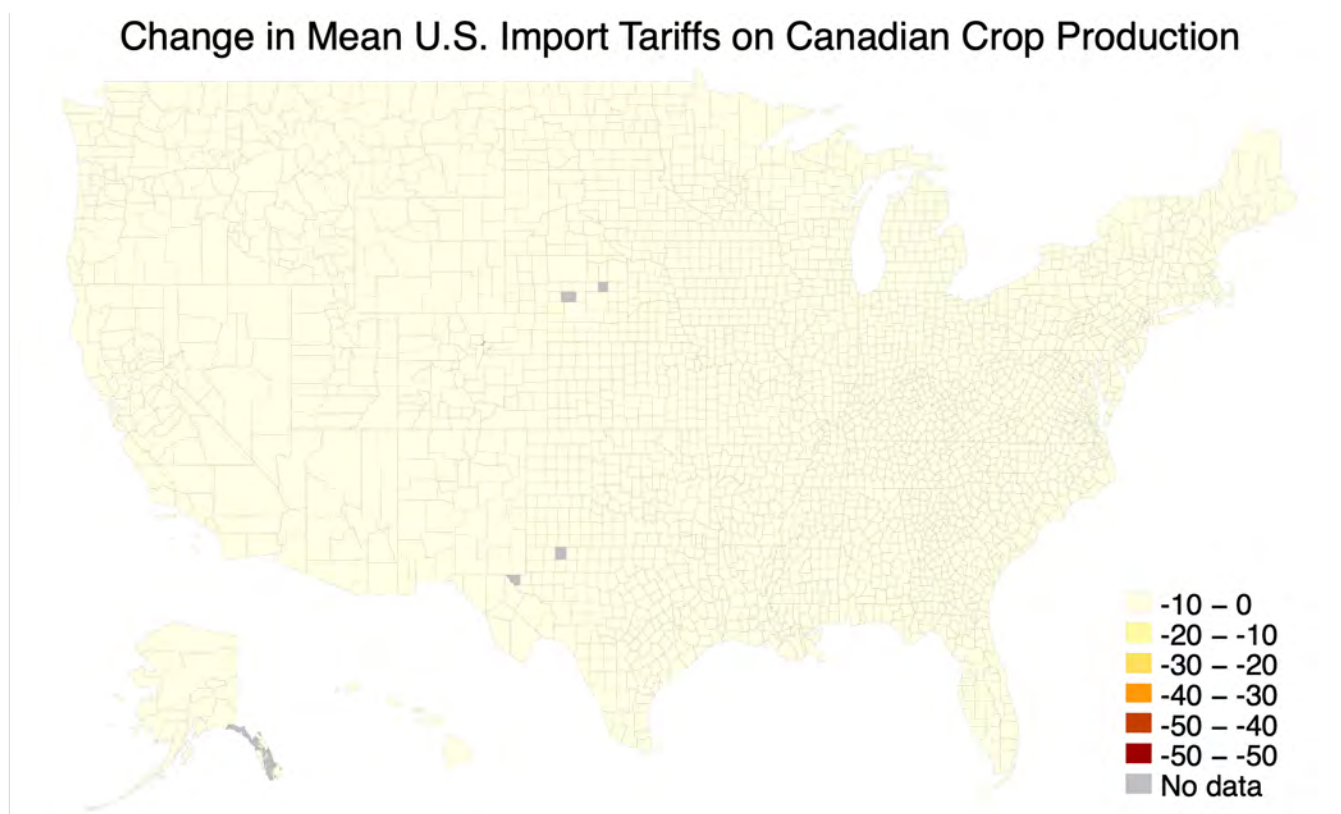 Change in Mean U.S. Import Tariffs on Canadian Crop Production
-10 – 0
-20 – -10
-30 – -20
-40 – -30
-50 – -40
-50 – -50
No data